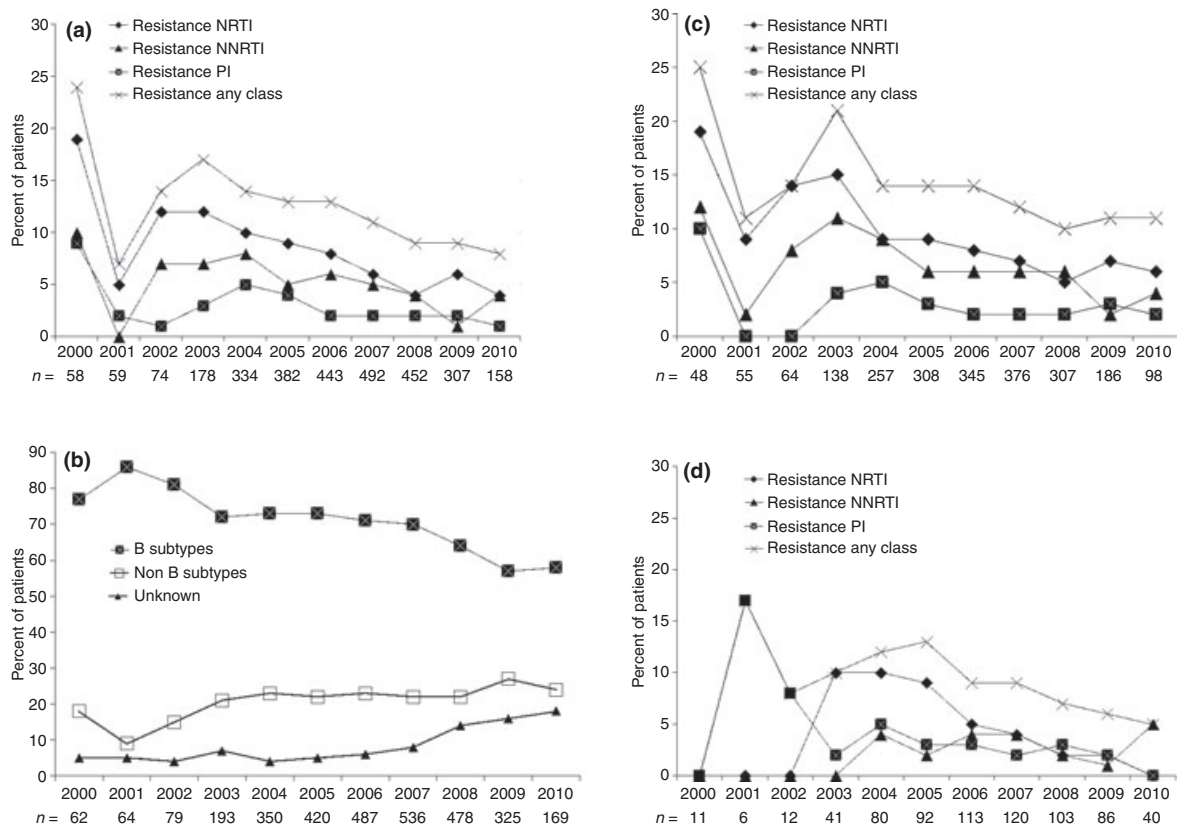 (a)
Resistance NRTI
Resistance NNRTI
Resistance PI
Resistance any class
Percent of patients
30
25
20
15
10
5
0
2000 2001 2002 2003 2004 2005 2006 2007 2008 2009 2010
n = 58 59 74 178 334 382 443 492 452 307 158
(b)
B subtypes
Non B subtypes
Unknown
Percent of patients
90
80
70
60
50
40
30
20
10
0
2000 2001 2002 2003 2004 2005 2006 2007 2008 2009 2010
n = 62 64 79 193 350 420 487 536 478 325 169
(c)
Resistance NRTI
Resistance NNRTI
Resistance PI
Resistance any class
Percent of patients
30
25
20
15
10
5
0
2000 2001 2002 2003 2004 2005 2006 2007 2008 2009 2010
n = 48 55 64 138 257 308 345 376 307 186 98
(d)
Resistance NRTI
Resistance NNRTI
Resistance PI
Resistance any class
Percent of patients
30
25
20
15
10
5
0
2000 2001 2002 2003 2004 2005 2006 2007 2008 2009 2010
n = 11 6 12 41 80 92 113 120 103 86 40